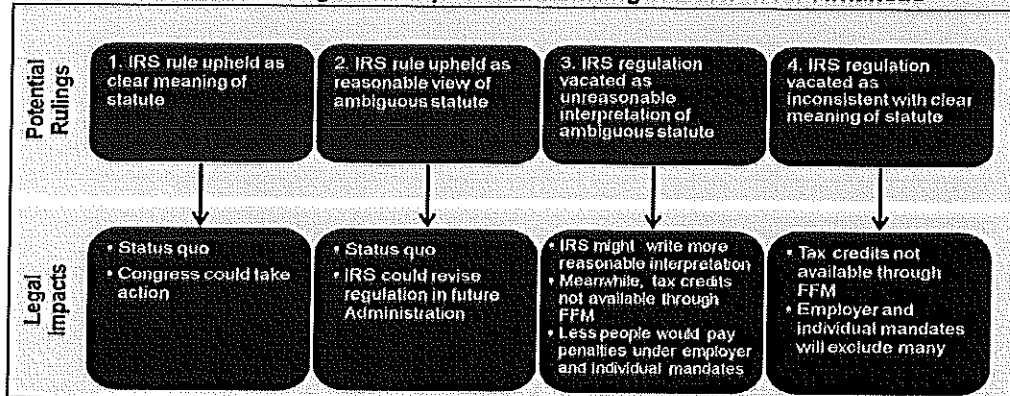 Potential
Rulings
1. IRS rule upheld as
clear meaning of
statute
2. IRS rule upheld as
reasonable view of
ambiguous statute
3. IRS regulation
vacated as
unreasonable
interpretation of
ambiguous statute
4. IRS regulation
vacated as
inconsistent with clear
meaning of statute
Legal
Impacts
• Status quo
• Congress could take
action
• Status quo
• IRS could revise
regulation in future
Administration
• IRS might write more
reasonable interpretation
• Meanwhile, tax credits
not available through
FFM
• Less people would pay
penalties under employer
and individual mandates
• Tax credits not
available through
FFM
• Employer and
individual mandates
will exclude many